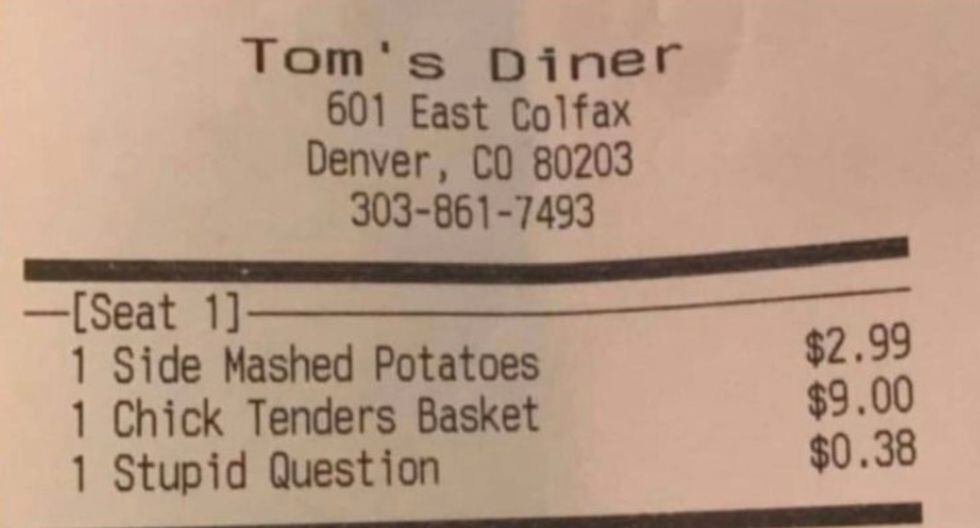 Tom's Diner
601 East Colfax
Denver, CO 80203
303-861-7493
[Seat 1]
1 Side Mashed Potatoes $2.99
1 Chick Tenders Basket $9.00
1 Stupid Question $0.38